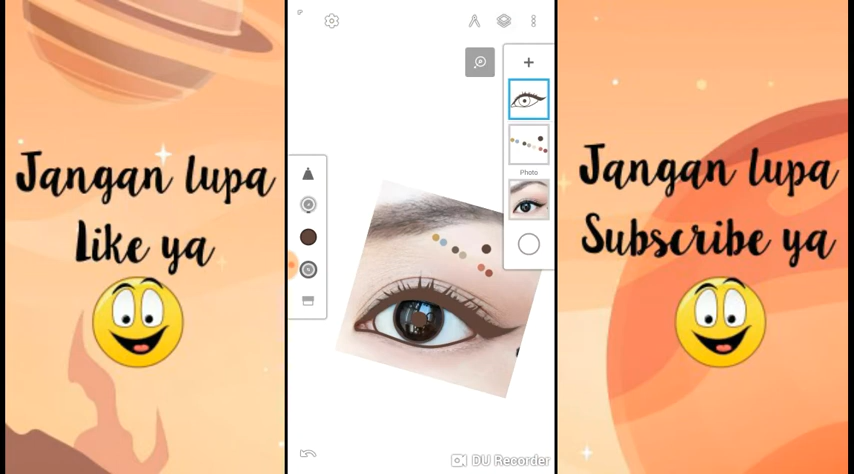 Jangan lupa
Like ya
Photo
DU Recorder
Jangan lupa
Subscribe ya